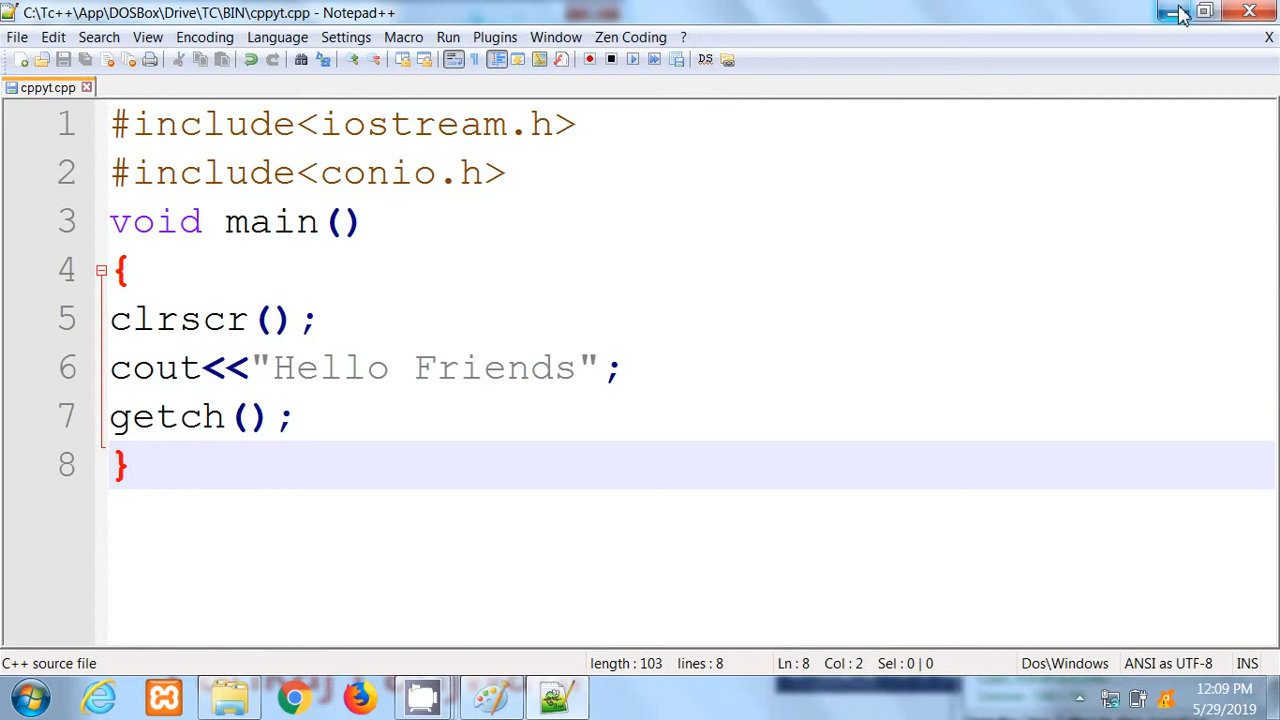 C:\Tc++\App\DOSBox\Drive\TC\BIN\cppyt.cpp - Notepad++
File Edit Search View Encoding Language Settings Macro Run Plugins Window Zen Coding ? X
cppyt.cpp
1 #include<iostream.h>
2 #include<conio.h>
3 void main()
4 {
5 clrscr();
6 cout<<"Hello Friends";
7 getch();
8 }
C++ source file length : 103 lines : 8 Ln : 8 Col : 2 Sel : 0 | 0 Dos\Windows ANSI as UTF-8 INS
12:09 PM
5/29/2019